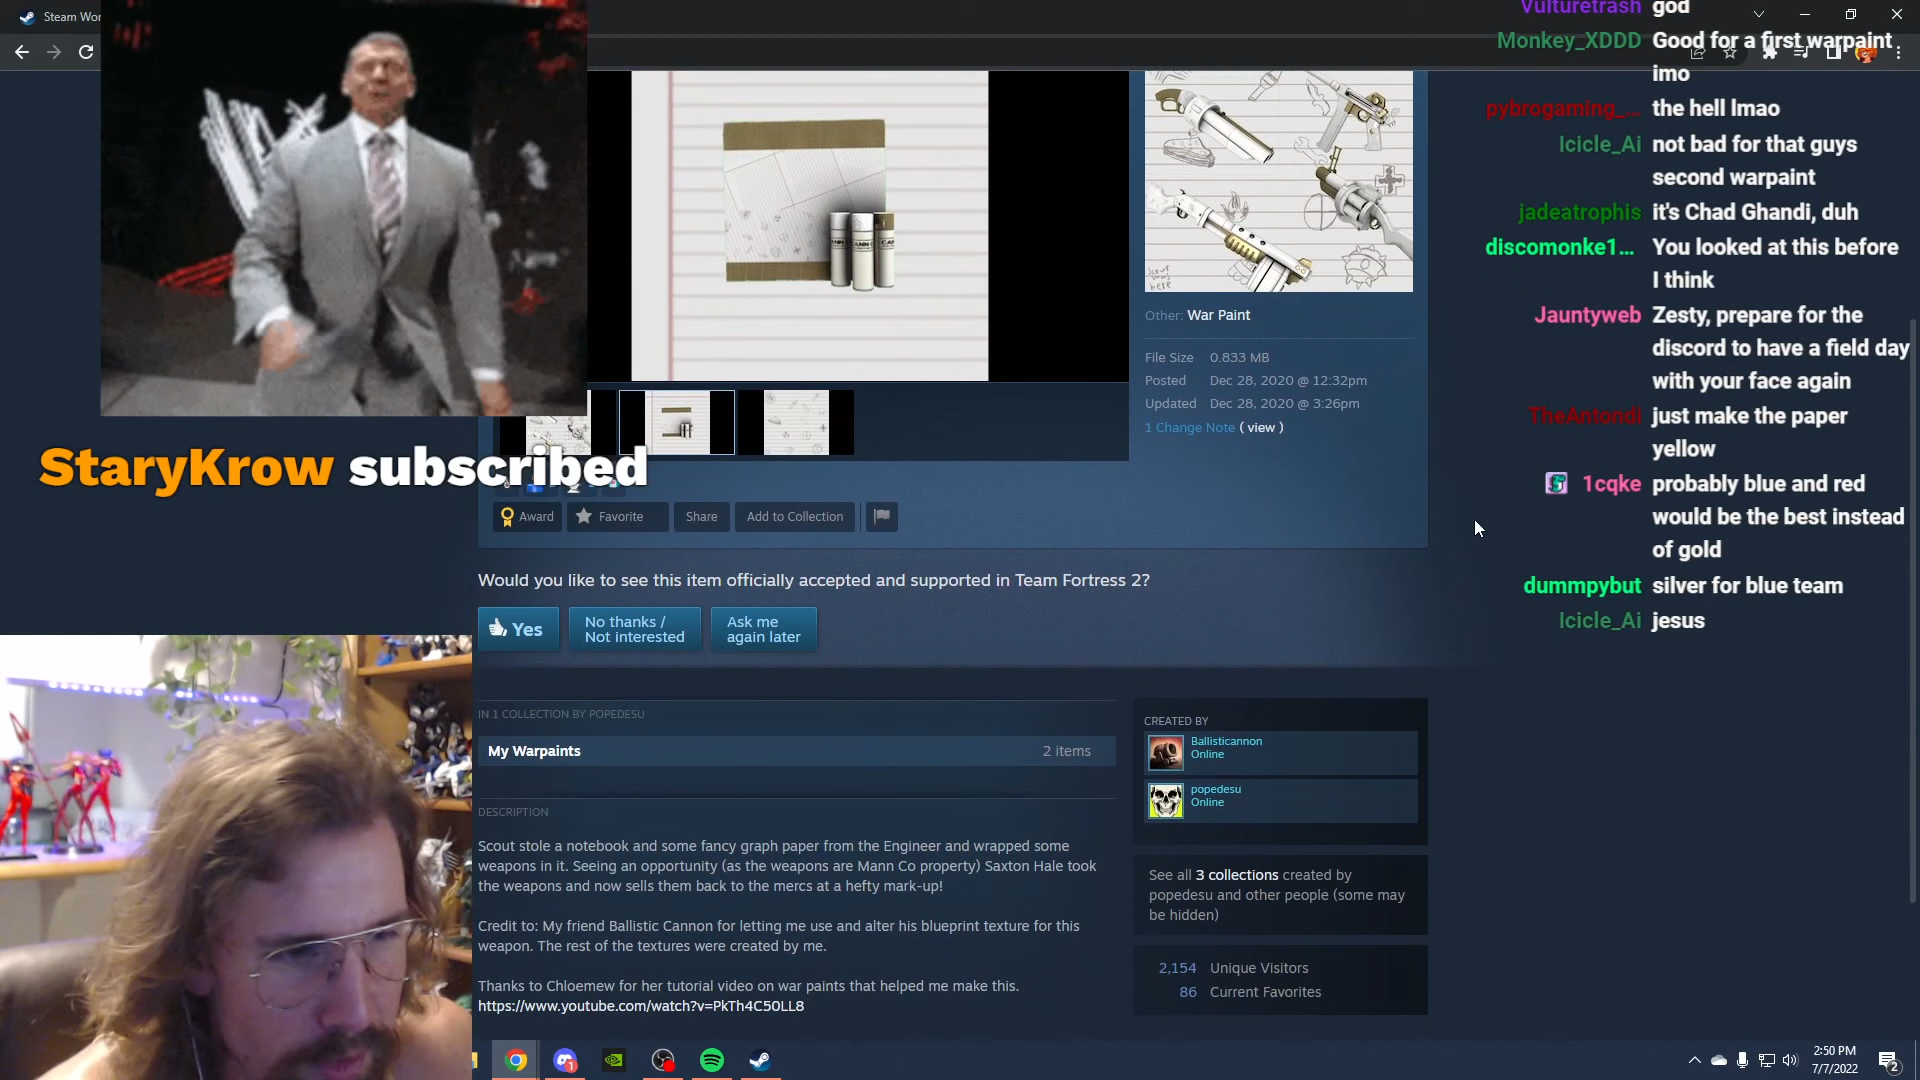 Steam Wor
Vulturetrash god
Monkey_XDDD Good for a first warpaint
imo
pybrogaming_... the hell lmao
Icicle_Ai not bad for that guys
second warpaint
jadeatrophis it's Chad Ghandi, duh
discomonke1... You looked at this before
I think
Jauntyweb Zesty, prepare for the
discord to have a field day
with your face again
TheAntondi just make the paper
yellow
1cqke probably blue and red
would be the best instead
of gold
dummpybut silver for blue team
Icicle_Ai jesus
scout
was
here
Other: War Paint
File Size 0.833 MB
Posted Dec 28, 2020 @ 12:32pm
Updated Dec 28, 2020 @ 3:26pm
1 Change Note ( view )
StaryKrow subscribed
Award Favorite Share Add to Collection
Would you like to see this item officially accepted and supported in Team Fortress 2?
Yes
No thanks /
Not interested
Ask me
again later
IN 1 COLLECTION BY POPEDESU
My Warpaints 2 items
DESCRIPTION
Scout stole a notebook and some fancy graph paper from the Engineer and wrapped some
weapons in it. Seeing an opportunity (as the weapons are Mann Co property) Saxton Hale took
the weapons and now sells them back to the mercs at a hefty mark-up!
Credit to: My friend Ballistic Cannon for letting me use and alter his blueprint texture for this
weapon. The rest of the textures were created by me.
Thanks to Chloemew for her tutorial video on war paints that helped me make this.
https://www.youtube.com/watch?v=PkTh4C50LL8
CREATED BY
Ballisticannon
Online
popedesu
Online
See all 3 collections created by
popedesu and other people (some may
be hidden)
2,154 Unique Visitors
86 Current Favorites
2:50 PM
7/7/2022
2